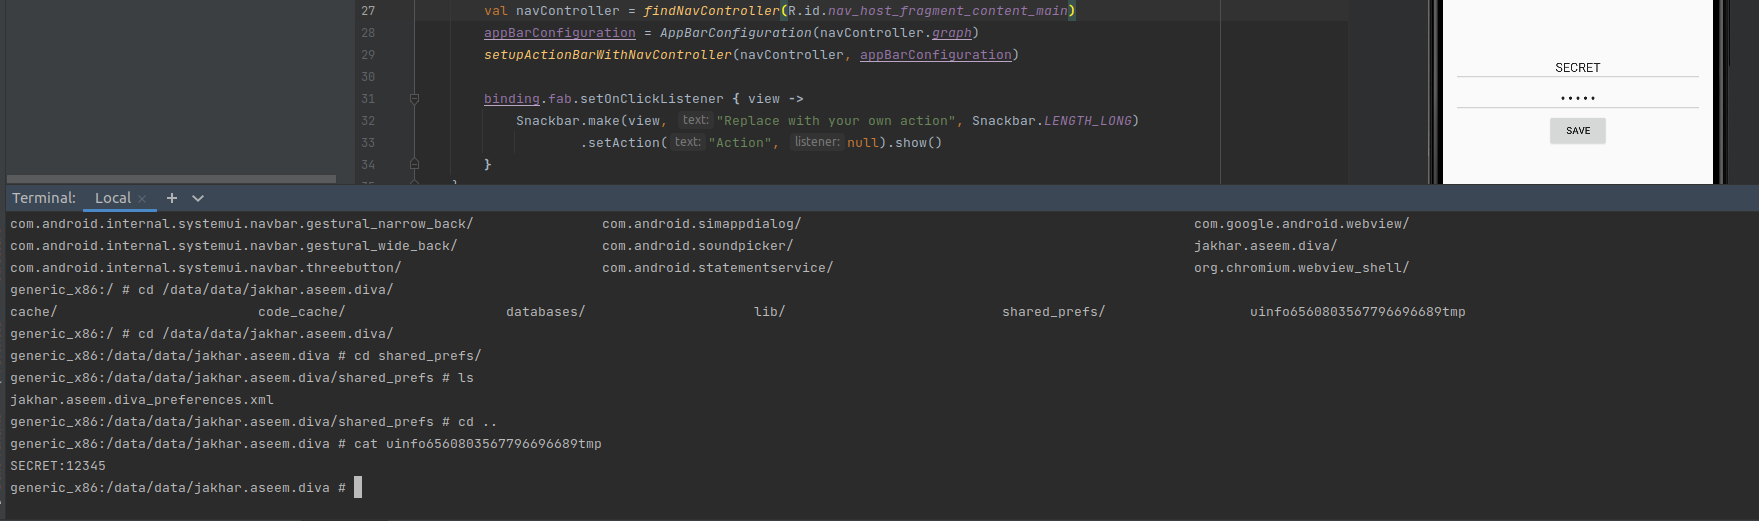 27 val navController = findNavController(R.id.nav_host_fragment_content_main)
28 appBarConfiguration = AppBarConfiguration(navController.graph)
29 setupActionBarWithNavController(navController, appBarConfiguration)
30
31 binding.fab.setOnClickListener { view ->
32 Snackbar.make(view, text: "Replace with your own action", Snackbar.LENGTH_LONG)
33 .setAction( text: "Action", listener: null).show()
34 }
SECRET
•••••
SAVE
Terminal: Local × +
com.android.internal.systemui.navbar.gestural_narrow_back/ com.android.simappdialog/ com.google.android.webview/
com.android.internal.systemui.navbar.gestural_wide_back/ com.android.soundpicker/ jakhar.aseem.diva/
com.android.internal.systemui.navbar.threebutton/ com.android.statementservice/ org.chromium.webview_shell/
generic_x86:/ # cd /data/data/jakhar.aseem.diva/
cache/ code_cache/ databases/ lib/ shared_prefs/ uinfo6560803567796696689tmp
generic_x86:/ # cd /data/data/jakhar.aseem.diva/
generic_x86:/data/data/jakhar.aseem.diva # cd shared_prefs/
generic_x86:/data/data/jakhar.aseem.diva/shared_prefs # ls
jakhar.aseem.diva_preferences.xml
generic_x86:/data/data/jakhar.aseem.diva/shared_prefs # cd ..
generic_x86:/data/data/jakhar.aseem.diva # cat uinfo6560803567796696689tmp
SECRET:12345
generic_x86:/data/data/jakhar.aseem.diva #